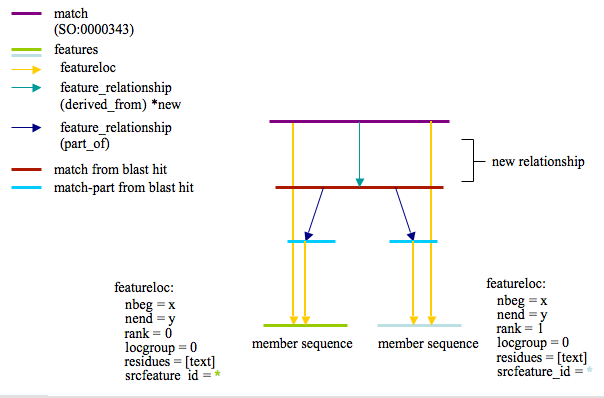 match
(SO:0000343)
features
featureloc
feature_relationship
(derived_from) *new
feature_relationship
(part_of)
match from blast hit
match-part from blast hit
new relationship
featureloc:
nbeg = x
nend = y
rank = 0
locgroup = 0
residues = [text]
srcfeature_id = *
member sequence
member sequence
featureloc:
nbeg = x
nend = y
rank = 1
locgroup = 0
residues = [text]
srcfeature_id = *